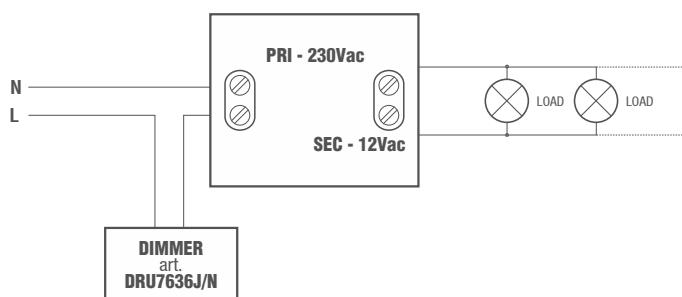 PRI - 230Vac
N
L
LOAD
LOAD
SEC - 12Vac
DIMMER
art.
DRU7636J/N